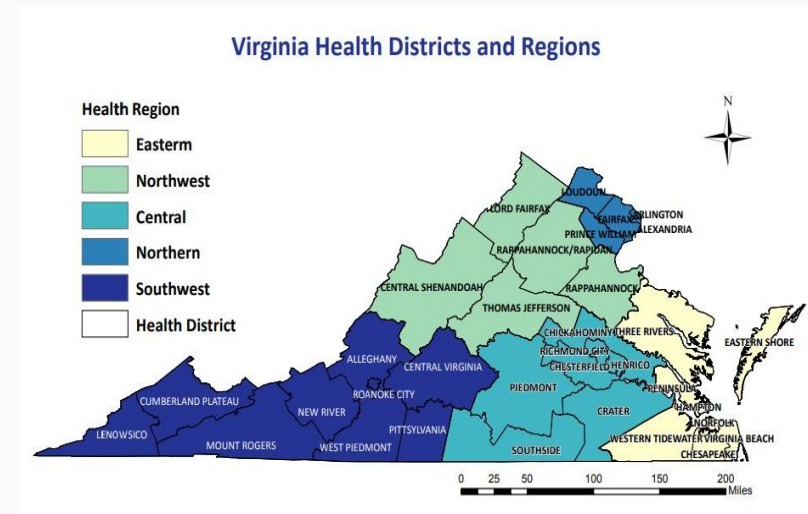 Virginia Health Districts and Regions
N
Health Region
Easterm
Northwest
Central
Northern
Southwest
Health District
LOUDOUN
LORD FAIRFAX
FAIRFAX
ARLINGTON
ALEXANDRIA
PRINCE WILLIAM
RAPPAHANNOCK/RAPIDAN
CENTRAL SHENANDOAH
RAPPAHANNOCK
THOMAS JEFFERSON
CHICKAHOMINY
THREE RIVERS
EASTERN SHORE
RICHMOND CITY
ALLEGHANY
CENTRAL VIRGINIA
CHESTERFIELD
HENRICO
PIEDMONT
PENINSULA
ROANOKE CITY
CUMBERLAND PLATEAU
NEW RIVER
CRATER
HAMPTON
NORFOLK
LENOWISCO
PITTSYLVANIA
WESTERN TIDEWATER
VIRGINIA BEACH
MOUNT ROGERS
WEST PIEDMONT
SOUTHSIDE
CHESAPEAKE
0 25 50 100 150 200
Miles